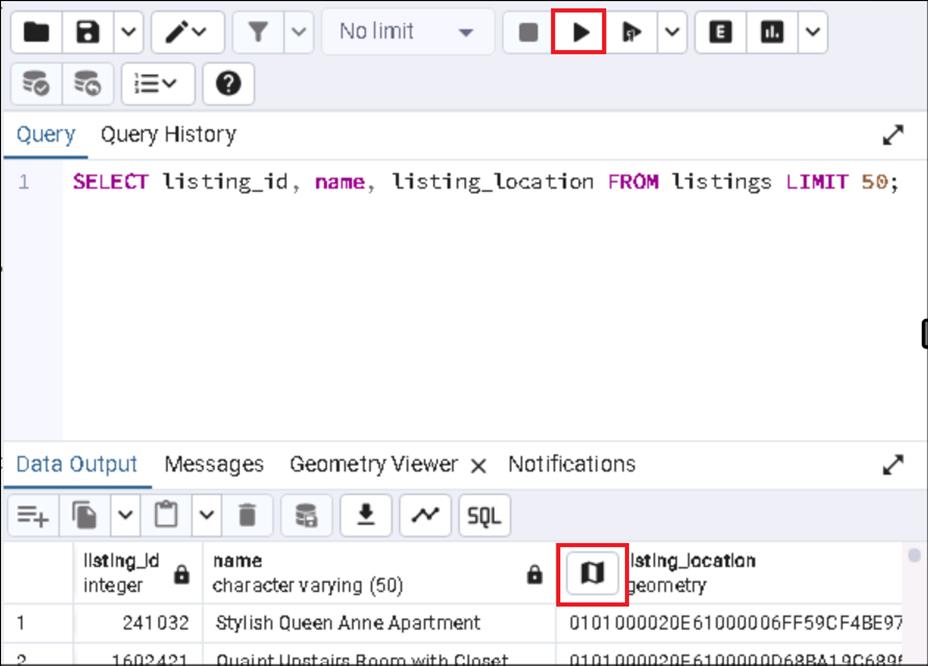 No limit
E
Query Query History
1 SELECT listing_id, name, listing_location FROM listings LIMIT 50;
Data Output Messages Geometry Viewer Notifications
SQL
listing_id name listing_location
integer character varying (50) geometry
1 241032 Stylish Queen Anne Apartment 0101000020E61000006FF59CF4BE97
2 1602421 Quaint Upstairs Room with Closet